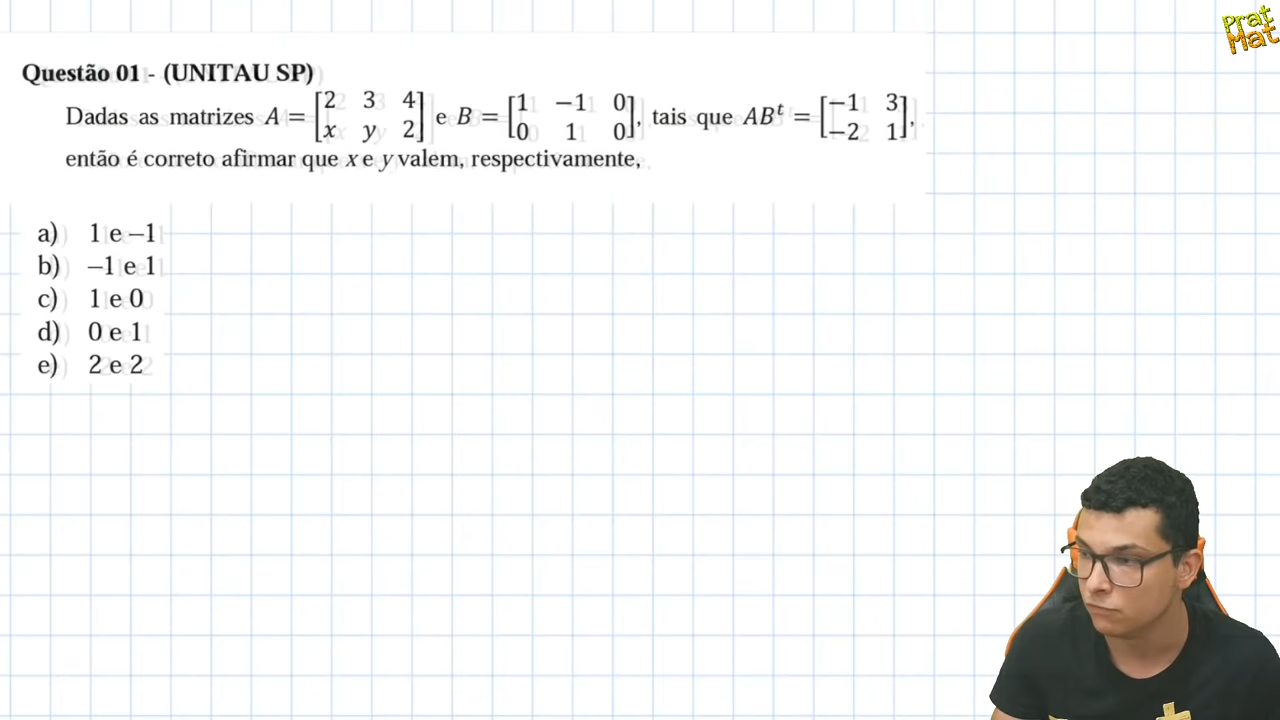 Prat
Mat
Questão 01 - (UNITAU SP)
Dadas as matrizes A = [2 3 4; x y 2] e B = [1 −1 0; 0 1 0], tais que ABᵗ = [−1 3; −2 1],
então é correto afirmar que x e y valem, respectivamente,
a) 1 e −1
b) −1 e 1
c) 1 e 0
d) 0 e 1
e) 2 e 2